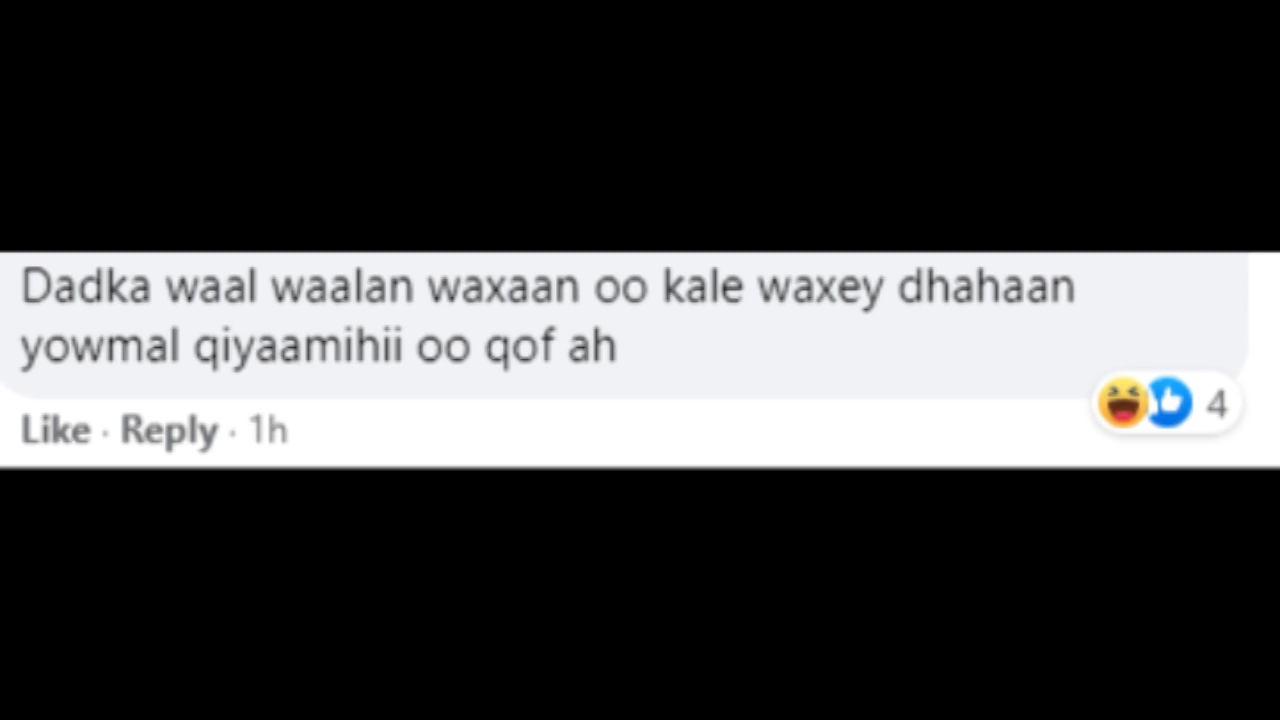 Dadka waal waalan waxaan oo kale waxey dhahaan
yowmal qiyaamihii oo qof ah
Like · Reply · 1h
4